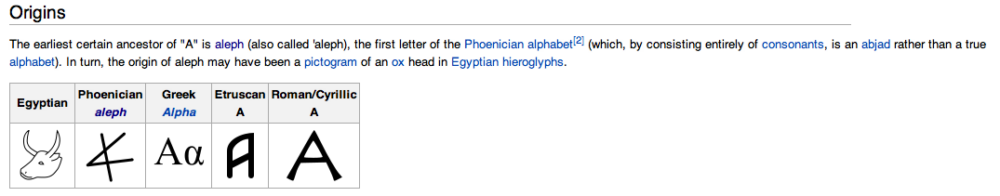 Origins
The earliest certain ancestor of "A" is aleph (also called 'aleph), the first letter of the Phoenician alphabet[2] (which, by consisting entirely of consonants, is an abjad rather than a true
alphabet). In turn, the origin of aleph may have been a pictogram of an ox head in Egyptian hieroglyphs.
Egyptian Phoenician aleph Greek Alpha Etruscan A Roman/Cyrillic A
𐤀 Αα 𐌀 A